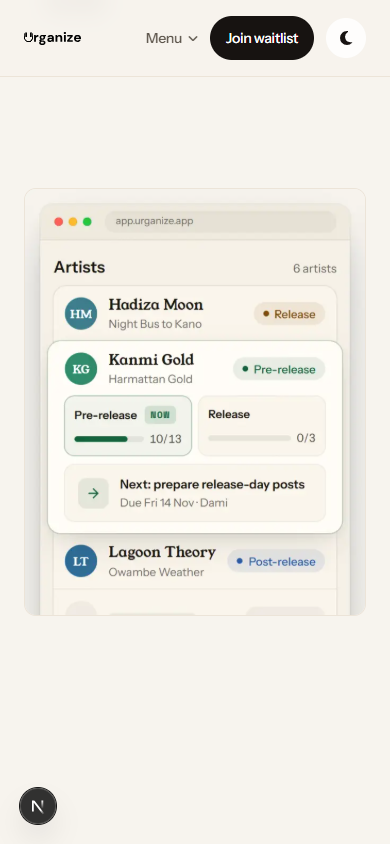 Urganize
Menu
Join waitlist
app.urganize.app
Artists
6 artists
HM
Hadiza Moon
Night Bus to Kano
Release
KG
Kanmi Gold
Harmattan Gold
Pre-release
Pre-release NOW
10/13
Release
0/3
Next: prepare release-day posts
Due Fri 14 Nov · Dami
LT
Lagoon Theory
Owambe Weather
Post-release
N